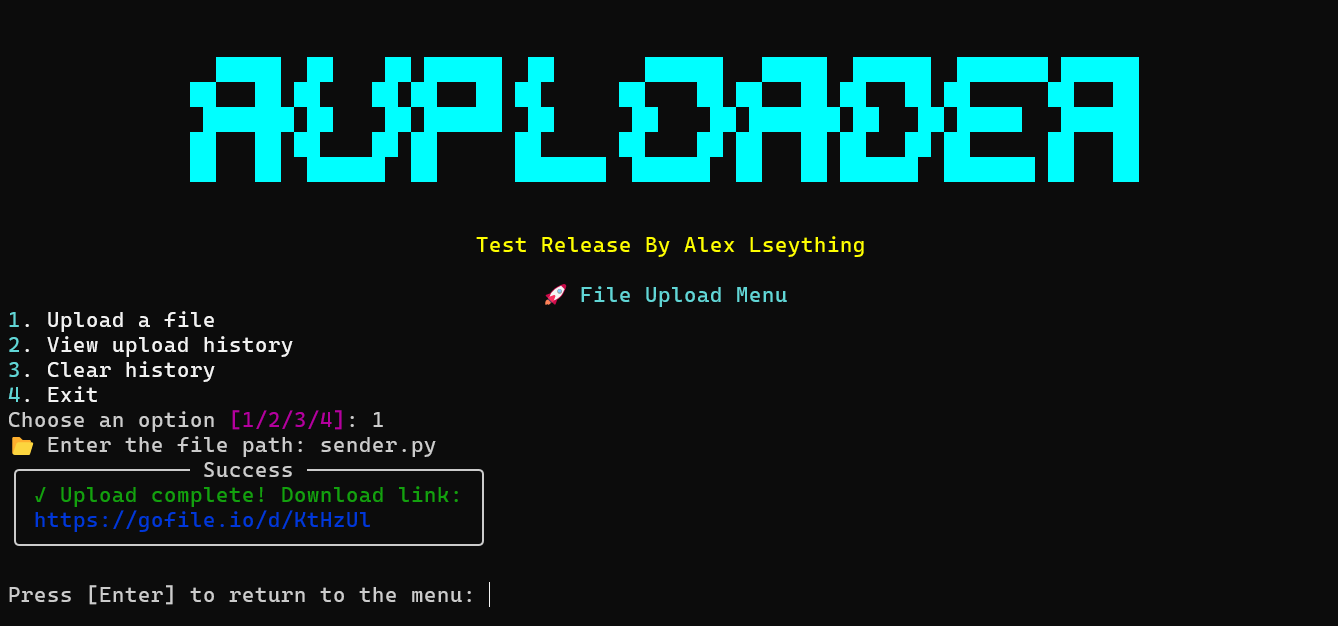 AUPLOADER
Test Release By Alex Lseything
🚀 File Upload Menu
1. Upload a file
2. View upload history
3. Clear history
4. Exit
Choose an option [1/2/3/4]: 1
📂 Enter the file path: sender.py
Success
✓ Upload complete! Download link:
https://gofile.io/d/KtHzUl
Press [Enter] to return to the menu: